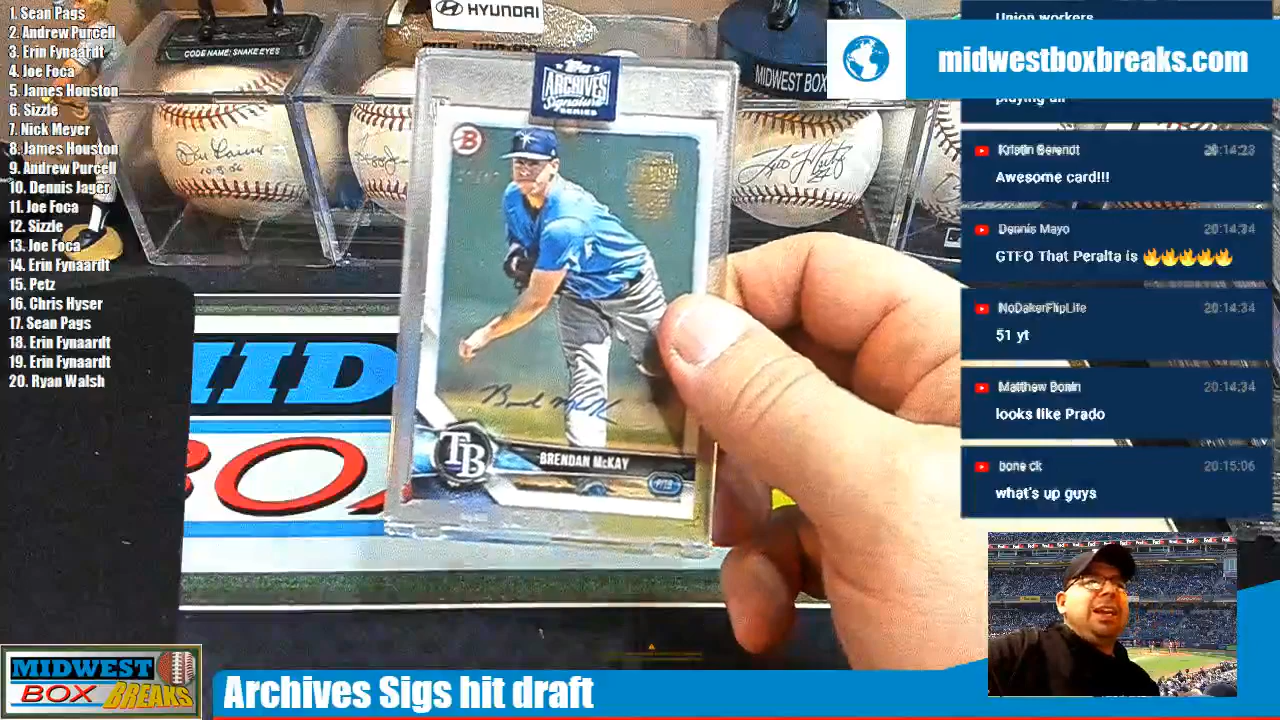 1. Sean Pags
2. Andrew Purcell
3. Erin Fynaardt
4. Joe Foca
5. James Houston
6. Sizzle
7. Nick Meyer
8. James Houston
9. Andrew Purcell
10. Dennis Jager
11. Joe Foca
12. Sizzle
13. Joe Foca
14. Erin Fynaardt
15. Petz
16. Chris Hyser
17. Sean Pags
18. Erin Fynaardt
19. Erin Fynaardt
20. Ryan Walsh
CODE NAME: SNAKE EYES
HYUNDAI
MIDWEST BOX
Topps
ARCHIVES
Signature
SERIES
B
TB
BRENDAN McKAY
MID
BO
midwestboxbreaks.com
Union workers
playing all
Kristin Berendt 20:14:23
Awesome card!!!
Dennis Mayo 20:14:34
GTFO That Peralta is 🔥🔥🔥🔥🔥
NoDakerFlipLife 20:14:34
51 yt
Matthew Bomin 20:14:34
looks like Prado
bone ck 20:15:06
what's up guys
FedEx
MIDWEST
BOX BREAKS
Archives Sigs hit draft